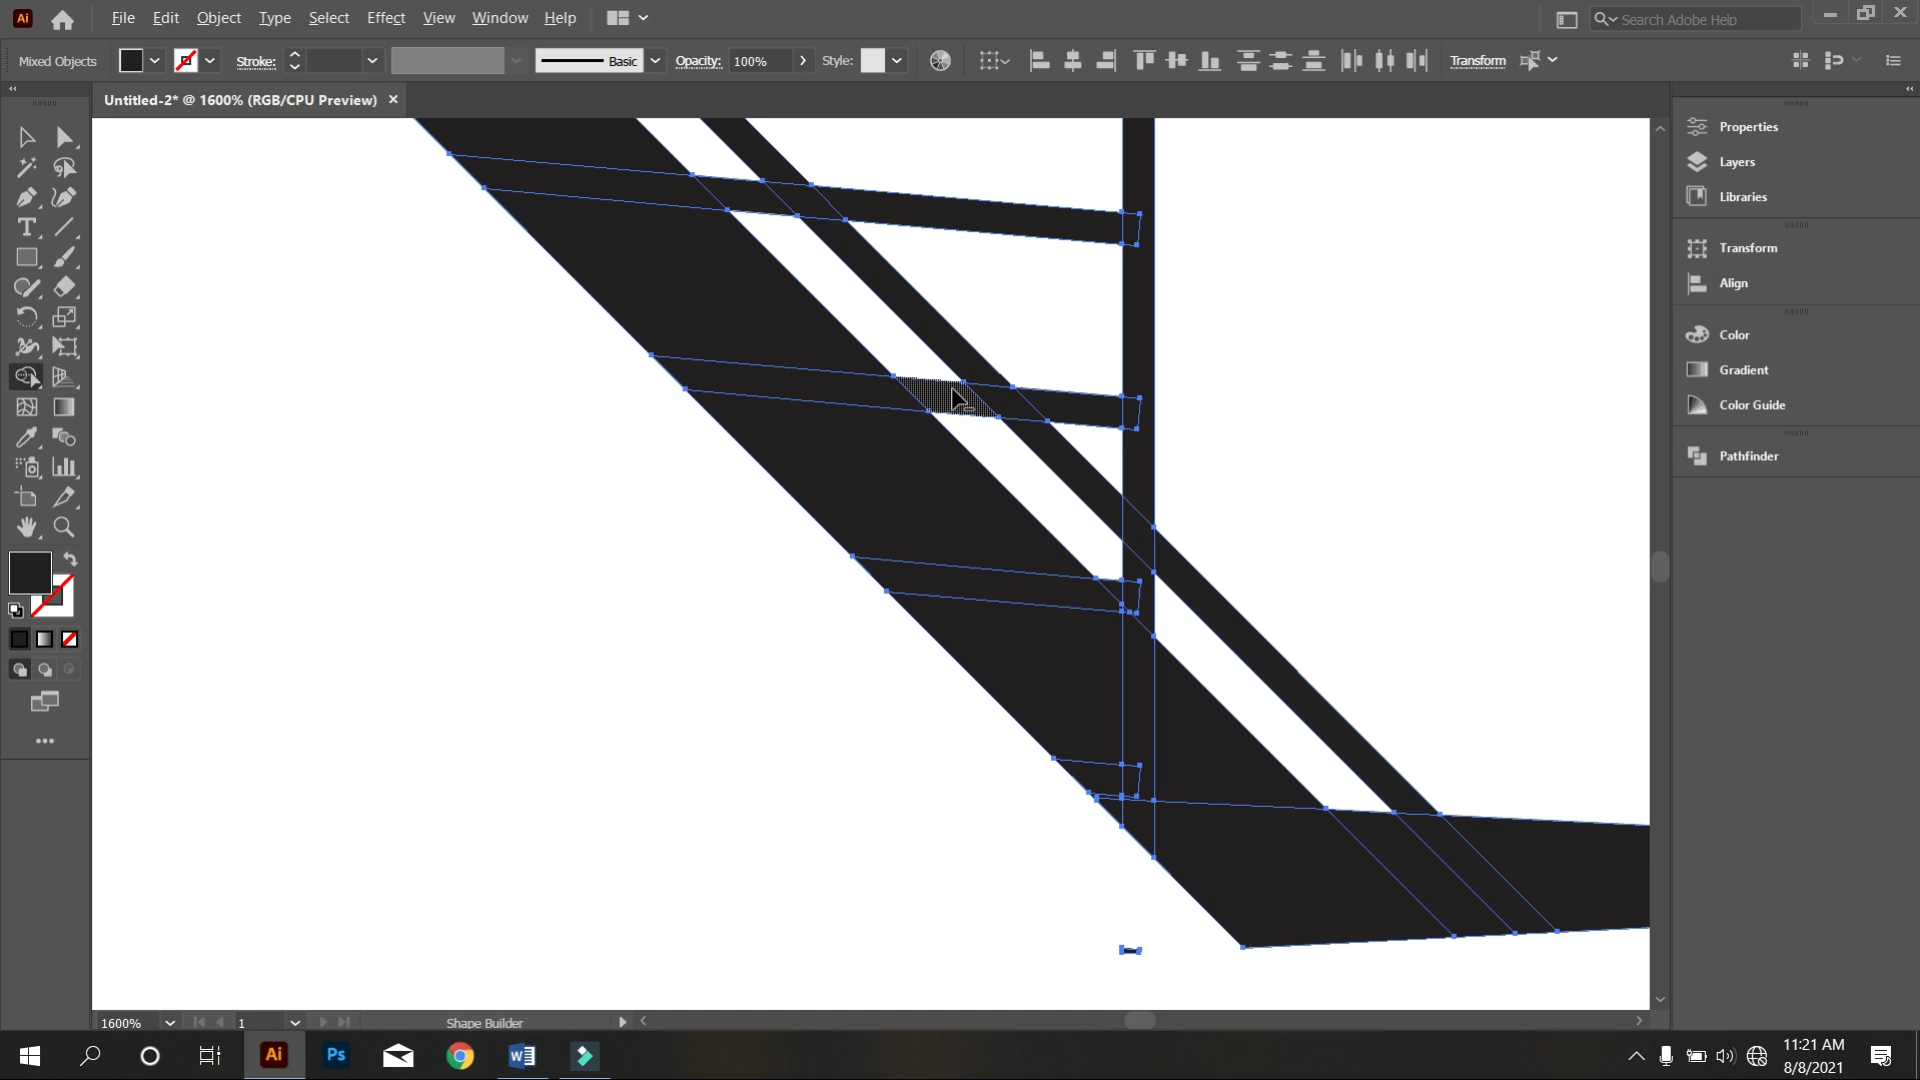 Ai File Edit Object Type Select Effect View Window Help Search Adobe Help
Mixed Objects Stroke: Basic Opacity: 100% Style: Transform
Untitled-2* @ 1600% (RGB/CPU Preview)
Properties
Layers
Libraries
Transform
Align
Color
Gradient
Color Guide
Pathfinder
1600% 1 Shape Builder
Ai Ps 11:21 AM
8/8/2021